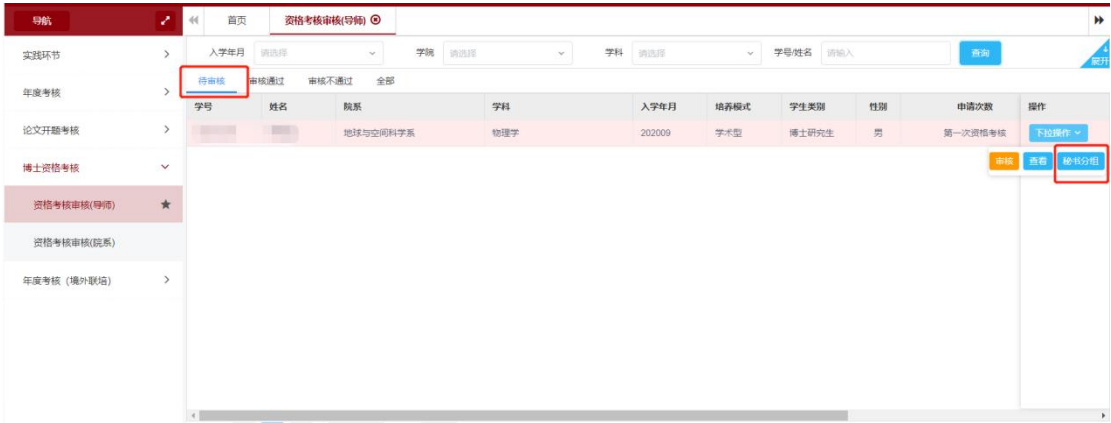 导航
首页 资格考核审核(导师)
实践环节
年度考核
论文开题考核
博士资格考核
资格考核审核(导师)
资格考核审核(院系)
年度考核（境外联培）
入学年月 请选择 学院 请选择 学科 请选择 学号/姓名 请输入 查询 展开
待审核 审核通过 审核不通过 全部
学号 姓名 院系 学科 入学年月 培养模式 学生类别 性别 申请次数 操作
地球与空间科学系 物理学 202009 学术型 博士研究生 男 第一次资格考核 下拉操作
审核 查看 秘书分组